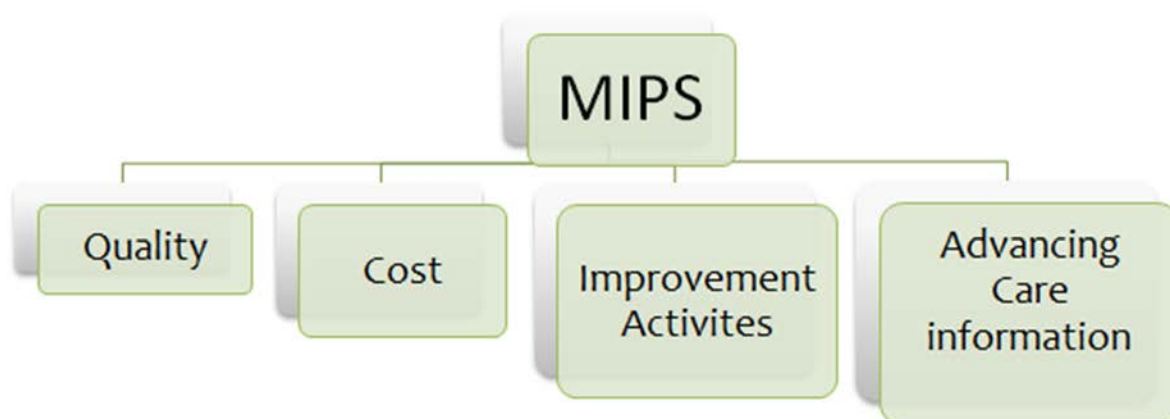 MIPS
Quality
Cost
Improvement
Activites
Advancing
Care
information